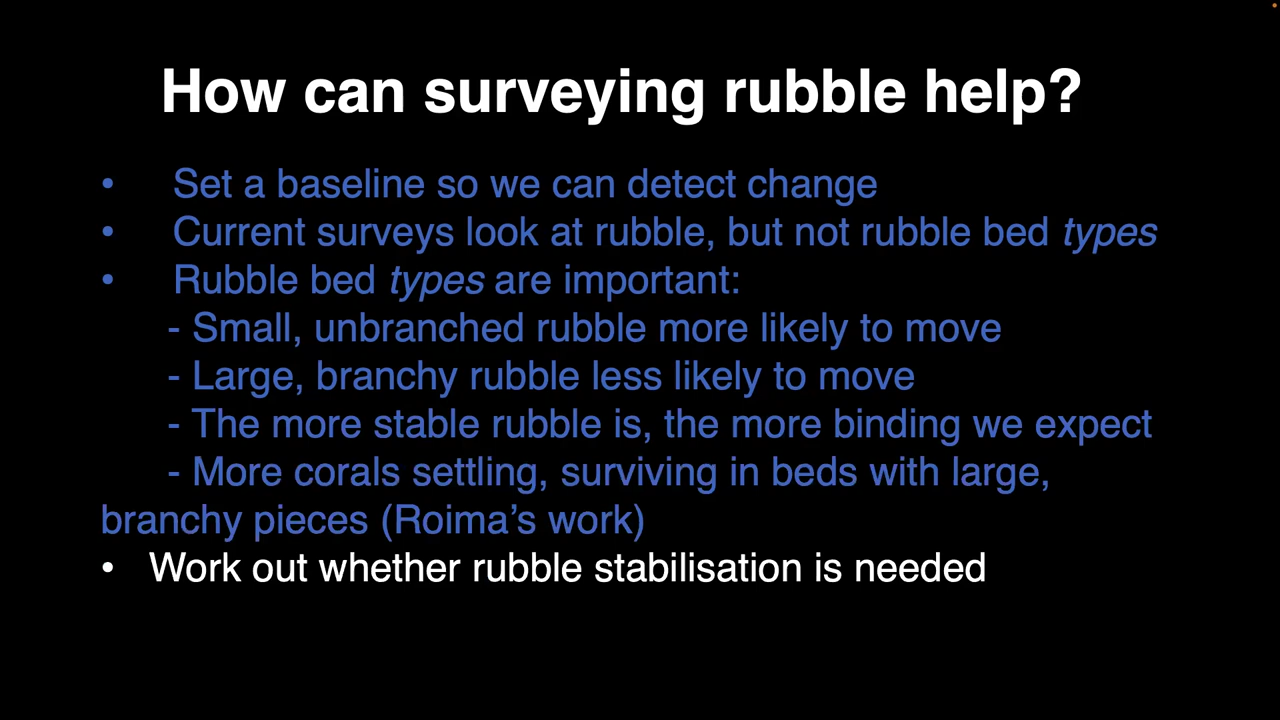 How can surveying rubble help?
• Set a baseline so we can detect change
• Current surveys look at rubble, but not rubble bed types
• Rubble bed types are important:
- Small, unbranched rubble more likely to move
- Large, branchy rubble less likely to move
- The more stable rubble is, the more binding we expect
- More corals settling, surviving in beds with large,
branchy pieces (Roima’s work)
• Work out whether rubble stabilisation is needed